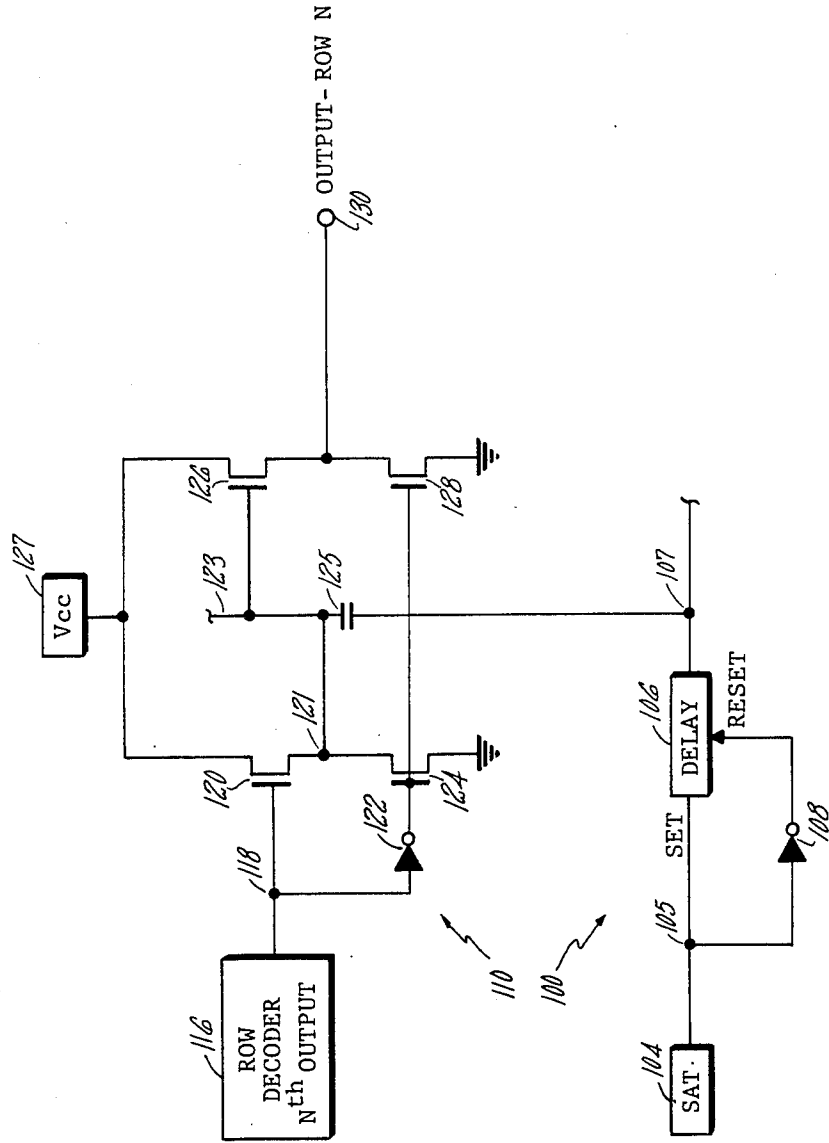 127
Vcc
123
126
OUTPUT- ROW N
130
125
128
121
120
124
122
118
116
ROW
DECODER
Nth OUTPUT
110
100
107
106
DELAY
RESET
SET
105
108
104
SAT.